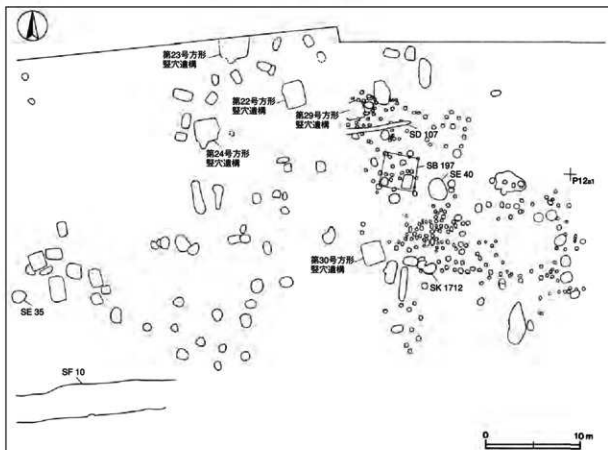 第23号方形
竪穴遺構
第22号方形
竪穴遺構
第29号方形
竪穴遺構
第24号方形
竪穴遺構
SD 107
SB 197
SE 40
P12a1
第30号方形
竪穴遺構
SK 1712
SE 35
SF 10
0
10 m